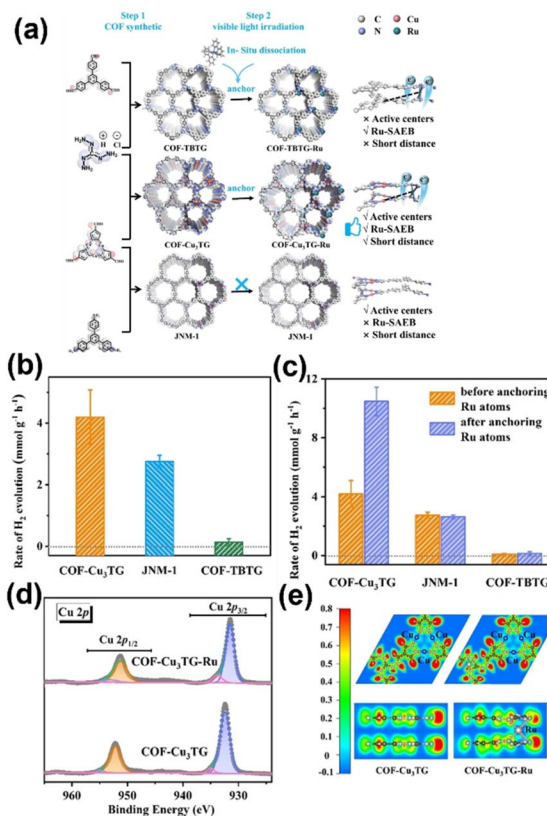 (a)
Step 1
COF synthetic
Step 2
visible light irradiation
In- Situ dissociation
C Cu
N Ru
anchor
COF-TBTG
COF-TBTG-Ru
× Active centers
√ Ru-SAEB
× Short distance
anchor
COF-Cu3TG
COF-Cu3TG-Ru
√ Active centers
√ Ru-SAEB
√ Short distance
JNM-1
JNM-1
√ Active centers
× Ru-SAEB
× Short distance
(b)
Rate of H2 evolution (mmol g-1 h-1)
4
2
0
COF-Cu3TG JNM-1 COF-TBTG
(c)
Rate of H2 evolution (mmol g-1 h-1)
12
8
4
0
before anchoring
Ru atoms
after anchoring
Ru atoms
COF-Cu3TG JNM-1 COF-TBTG
(d)
Cu 2p
Cu 2p3/2
Cu 2p1/2
COF-Cu3TG-Ru
COF-Cu3TG
960 950 940 930
Binding Energy (eV)
(e)
0.8
0.7
0.6
0.5
0.4
0.3
0.2
0.1
0
-0.1
Cu Cu
Cu
Cu Cu
Cu
Ru
COF-Cu3TG COF-Cu3TG-Ru